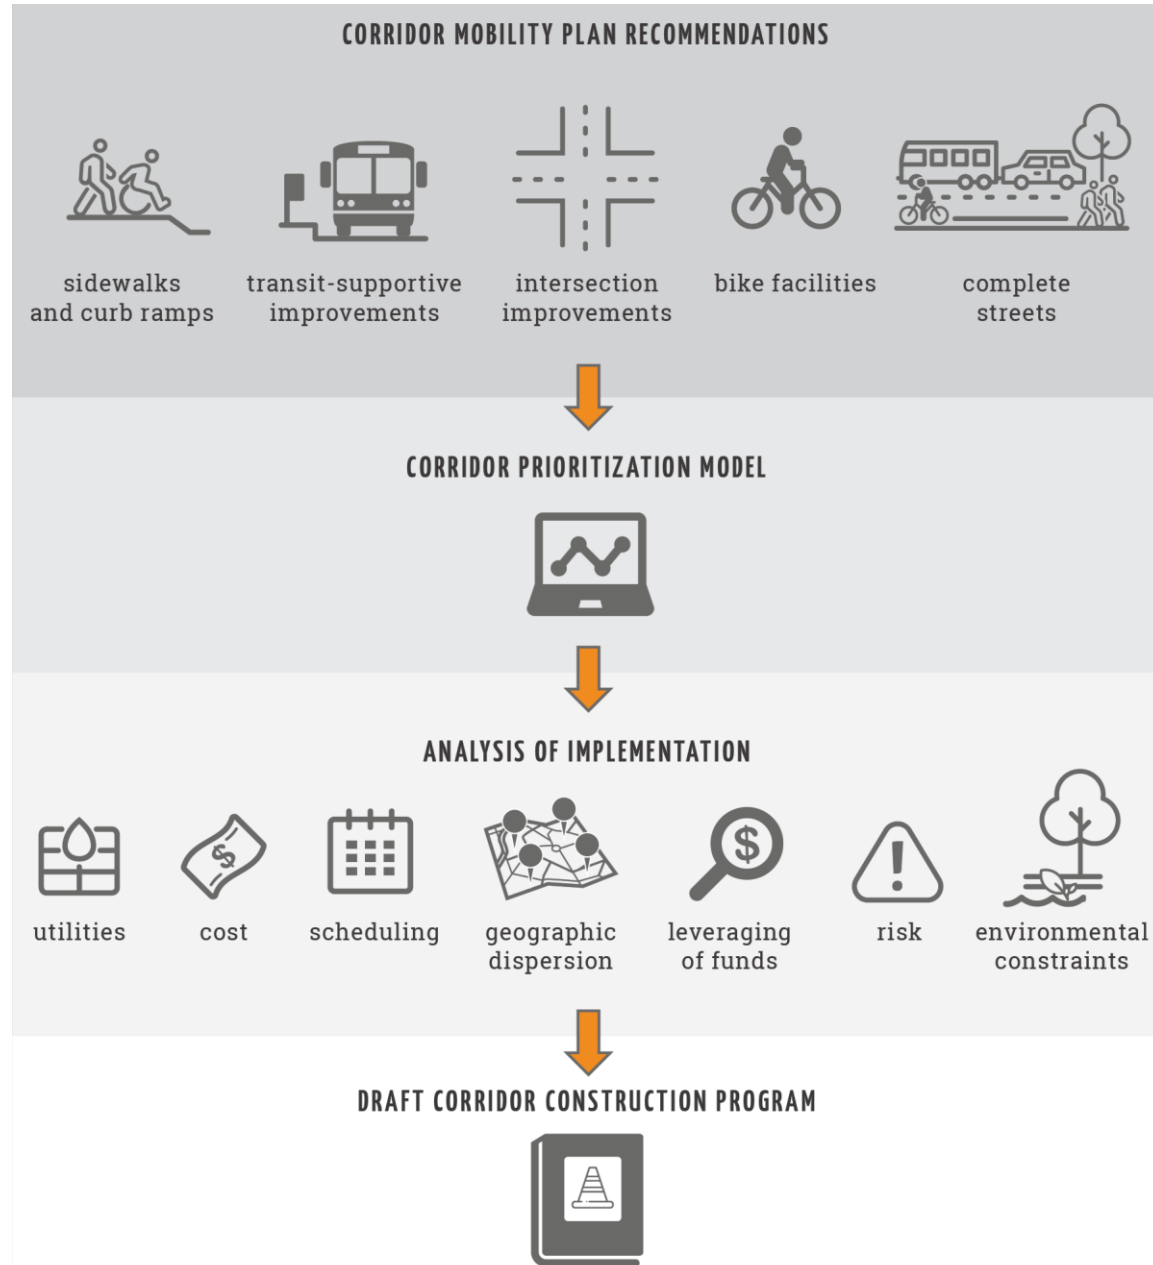 CORRIDOR MOBILITY PLAN RECOMMENDATIONS
sidewalks
and curb ramps
transit-supportive
improvements
intersection
improvements
bike facilities
complete
streets
CORRIDOR PRIORITIZATION MODEL
ANALYSIS OF IMPLEMENTATION
utilities
$
cost
scheduling
geographic
dispersion
$
leveraging
of funds
!
risk
environmental
constraints
DRAFT CORRIDOR CONSTRUCTION PROGRAM